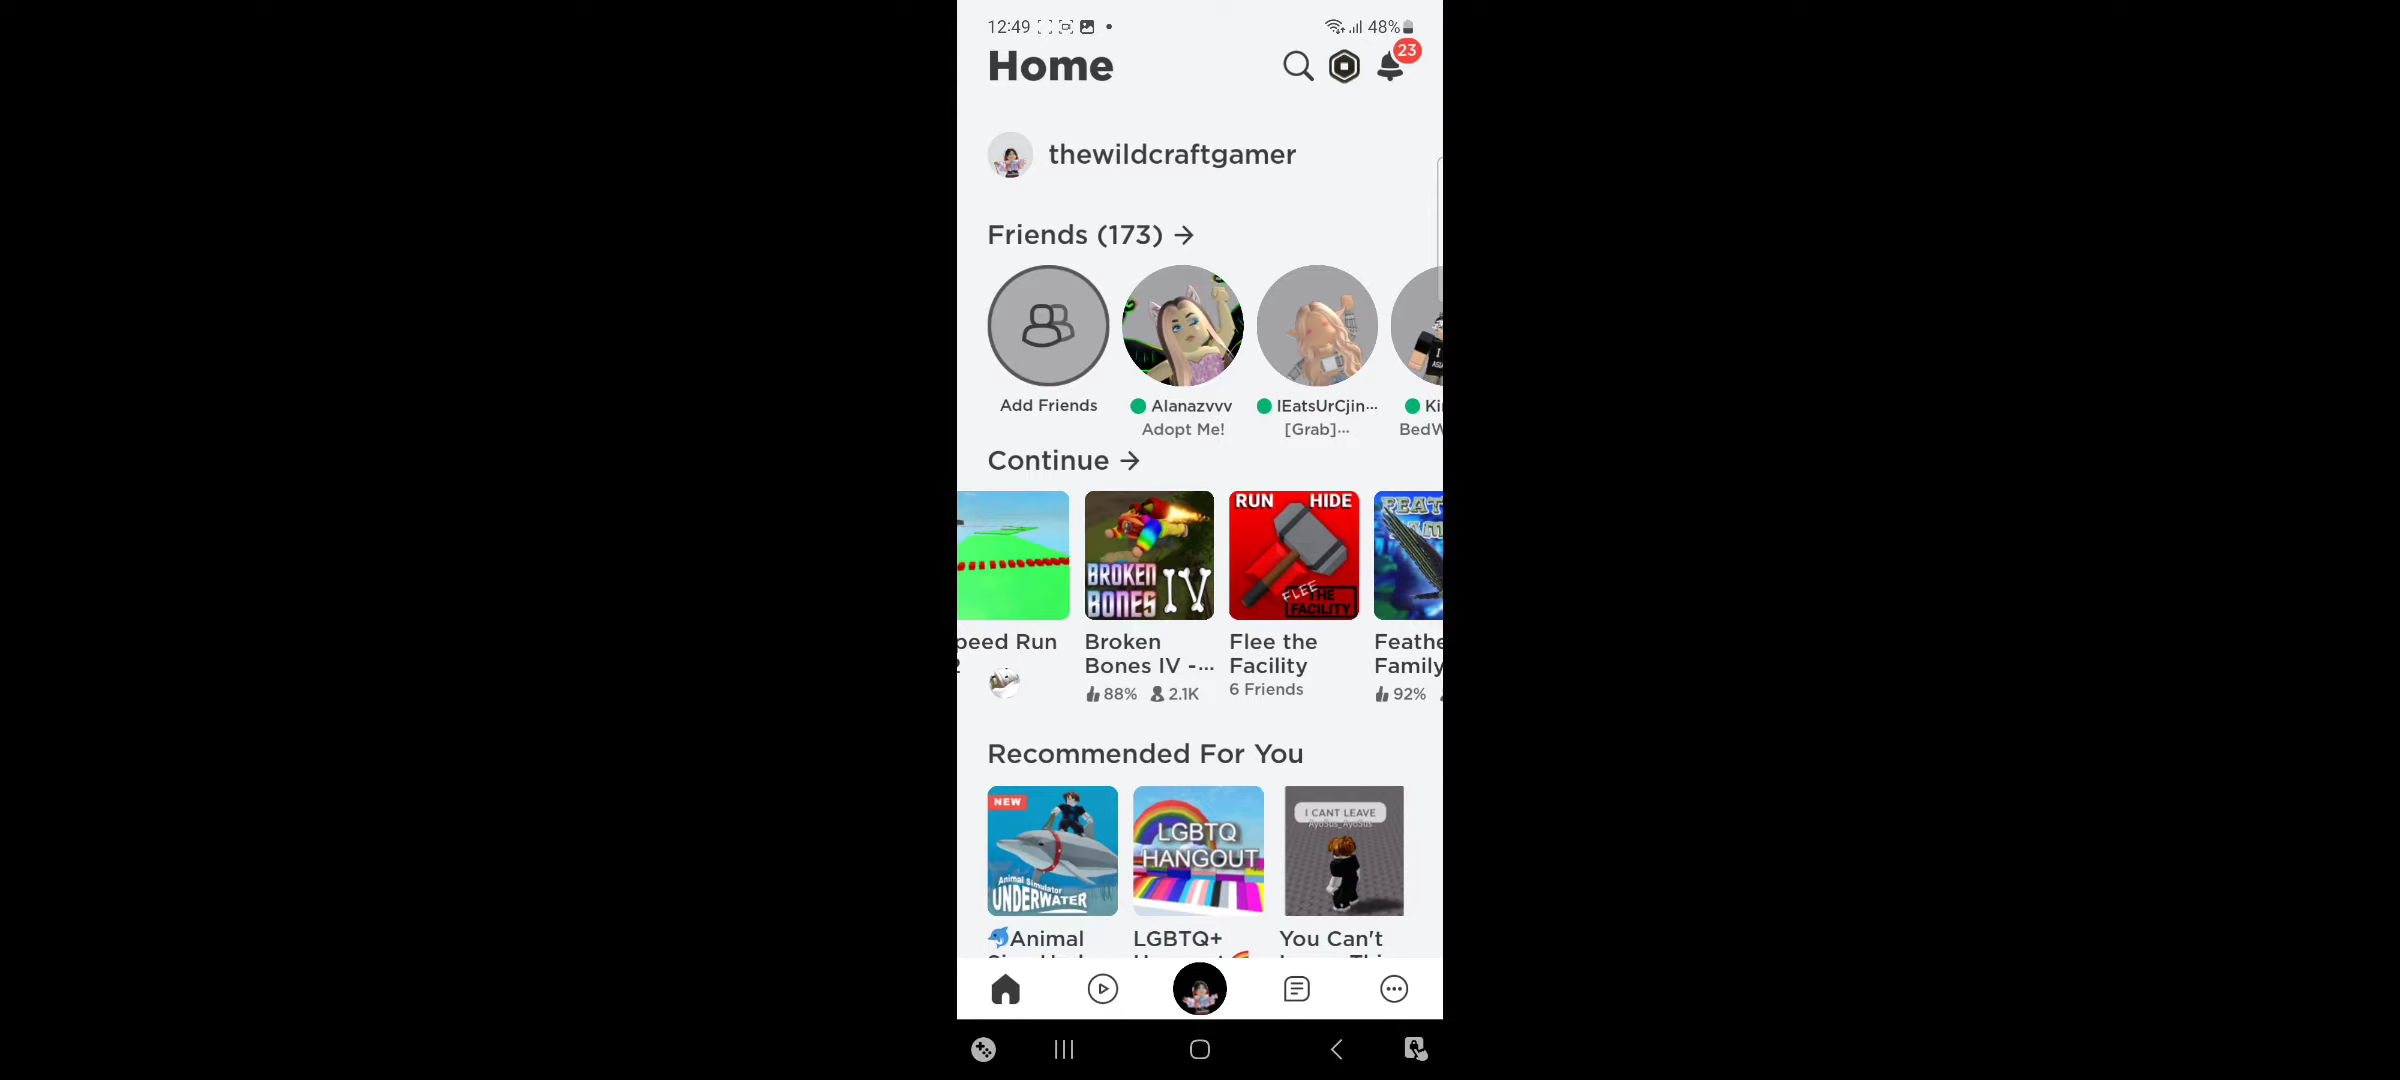 12:49
48%
Home
23
thewildcraftgamer
Friends (173)
Add Friends
Alanazvvv
Adopt Me!
IEatsUrCjin...
[Grab]...
BedW
Continue
BROKEN
BONES IV
RUN HIDE
FLEE
THE
FACILITY
peed Run
2
Broken
Bones IV -...
88% 2.1K
Flee the
Facility
6 Friends
Feathe
Family
92%
Recommended For You
NEW
Animal Simulator
UNDERWATER
LGBTQ
HANGOUT
I CANT LEAVE
AyoSus_AyoSus
🐬Animal
LGBTQ+
You Can't